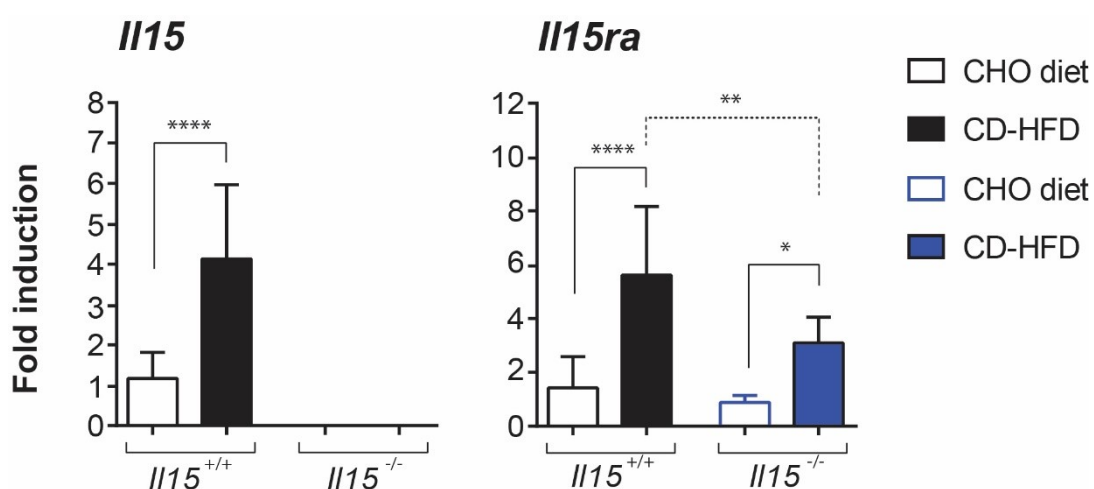 Il15
Il15ra
Fold induction
8
7
6
5
4
3
2
1
0
****
Il15 +/+
Il15 -/-
12
10
8
6
4
2
0
****
**
*
Il15 +/+
Il15 -/-
CHO diet
CD-HFD
CHO diet
CD-HFD